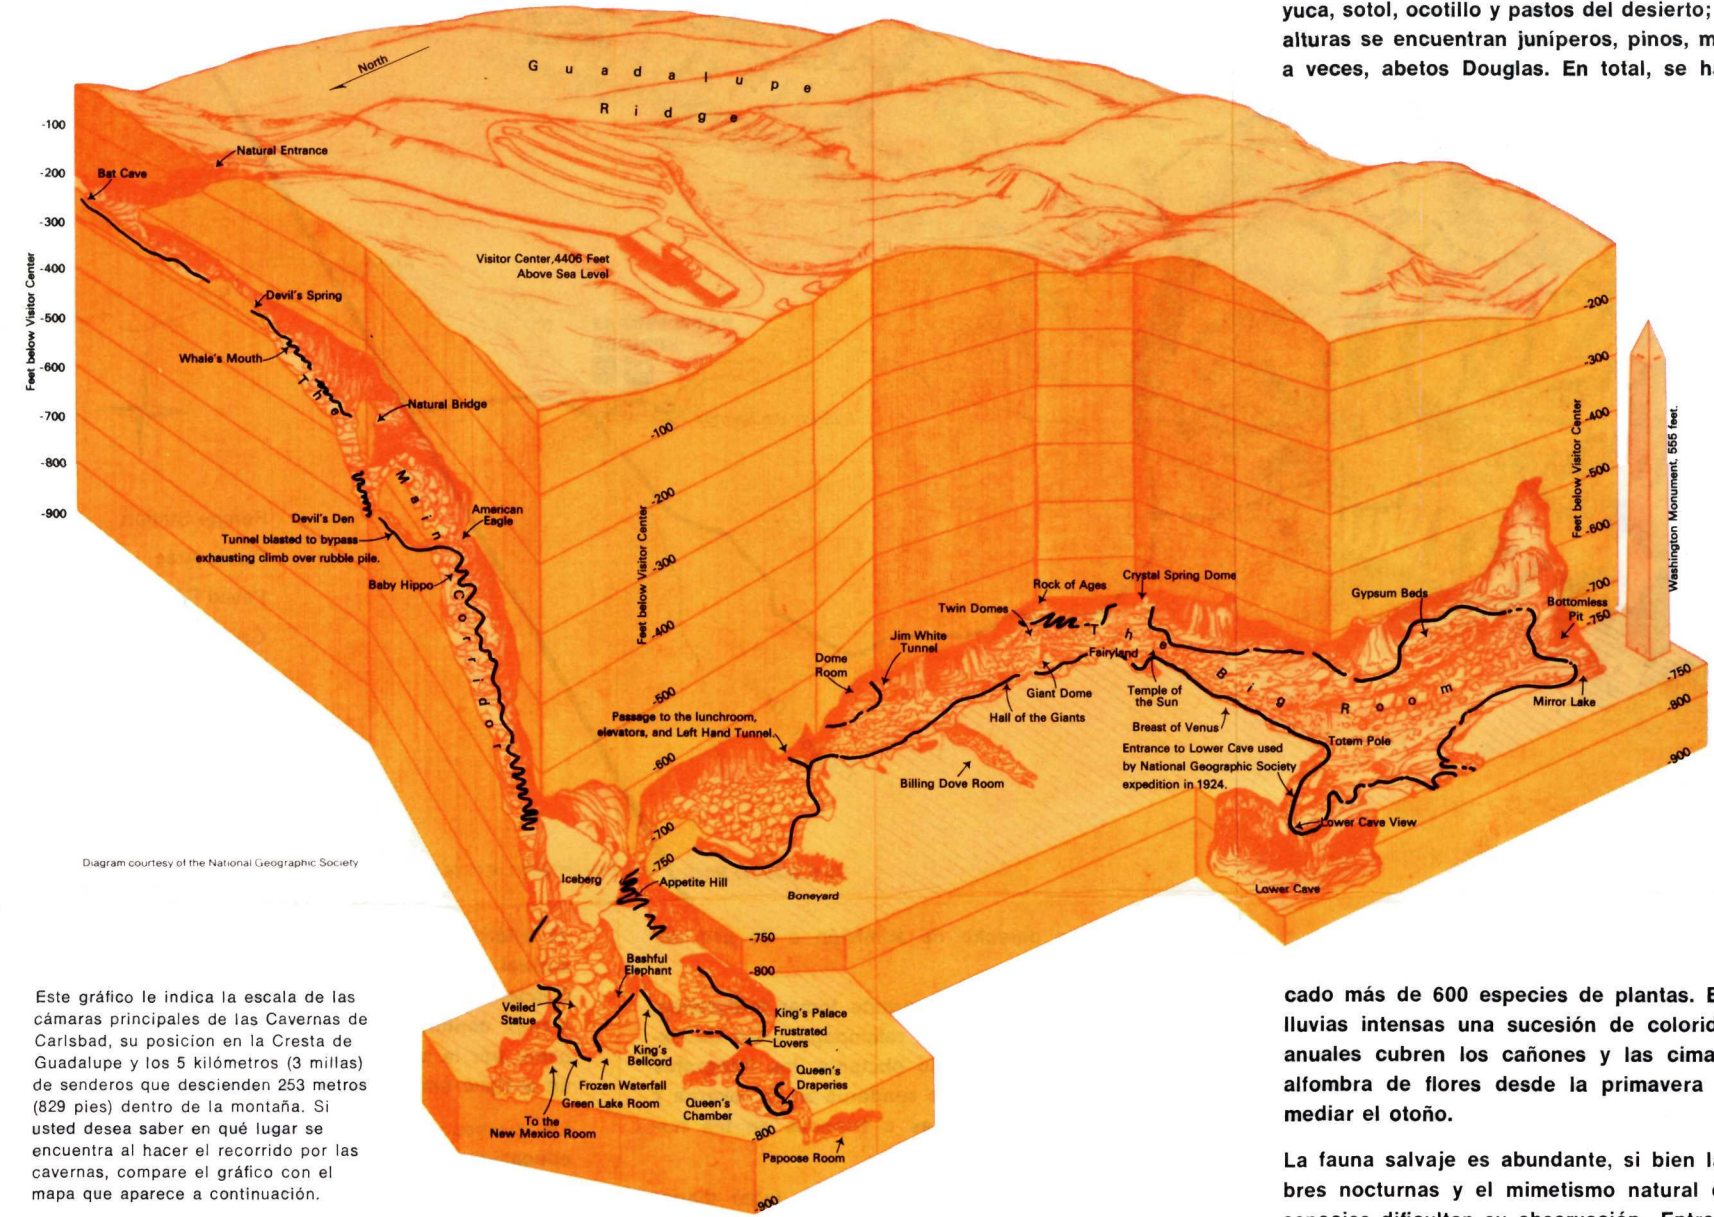 yuca, sotol, ocotillo y pastos del desierto;
alturas se encuentran juníperos, pinos, m
a veces, abetos Douglas. En total, se ha
North
Guadalupe
Ridge
-100
-200
-300
-400
-500
-600
-700
-800
-900
Feet below Visitor Center
Natural Entrance
Bat Cave
Visitor Center, 4406 Feet
Above Sea Level
Devil's Spring
Whale's Mouth
Natural Bridge
The Main Corridor
American
Eagle
Devil's Den
Tunnel blasted to bypass
exhausting climb over rubble pile.
Baby Hippo
-100
-200
-300
-400
-500
-600
-700
-750
Feet below Visitor Center
-200
-300
-400
-500
-600
-700
-750
Feet below Visitor Center
Washington Monument, 555 feet.
-750
-800
-900
Rock of Ages
Crystal Spring Dome
Twin Domes
Jim White
Tunnel
Dome
Room
Gypsum Beds
Bottomless
Pit
The Big Room
Fairyland
Giant Dome
Hall of the Giants
Temple of
the Sun
Breast of Venus
Mirror Lake
Totem Pole
Passage to the lunchroom,
elevators, and Left Hand Tunnel.
Billing Dove Room
Entrance to Lower Cave used
by National Geographic Society
expedition in 1924.
Lower Cave View
Lower Cave
Diagram courtesy of the National Geographic Society
Iceberg
Appetite Hill
Boneyard
-750
-800
Bashful
Elephant
Veiled
Statue
King's Palace
Frustrated
Lovers
King's
Bellcord
Frozen Waterfall
Green Lake Room
To the
New Mexico Room
Queen's
Draperies
Queen's
Chamber
-800
Papoose Room
-900
Este gráfico le indica la escala de las
cámaras principales de las Cavernas de
Carlsbad, su posicion en la Cresta de
Guadalupe y los 5 kilómetros (3 millas)
de senderos que descienden 253 metros
(829 pies) dentro de la montaña. Si
usted desea saber en qué lugar se
encuentra al hacer el recorrido por las
cavernas, compare el gráfico con el
mapa que aparece a continuación.
cado más de 600 especies de plantas. E
lluvias intensas una sucesión de colorid
anuales cubren los cañones y las cima
alfombra de flores desde la primavera
mediar el otoño.
La fauna salvaje es abundante, si bien l
bres nocturnas y el mimetismo natural
especies dificultan su observación. Entre